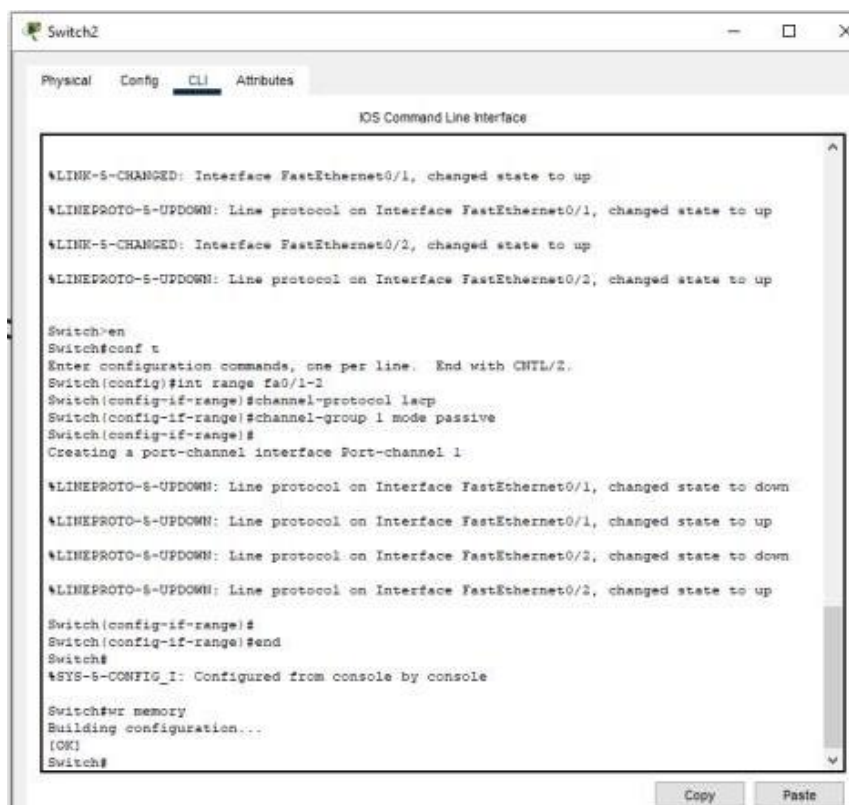 Switch2
Physical Config CLI Attributes
IOS Command Line Interface
%LINK-5-CHANGED: Interface FastEthernet0/1, changed state to up
%LINEPROTO-5-UPDOWN: Line protocol on Interface FastEthernet0/1, changed state to up
%LINK-5-CHANGED: Interface FastEthernet0/2, changed state to up
%LINEPROTO-5-UPDOWN: Line protocol on Interface FastEthernet0/2, changed state to up
Switch>en
Switch#conf t
Enter configuration commands, one per line. End with CNTL/Z.
Switch(config)#int range fa0/1-2
Switch(config-if-range)#channel-protocol lacp
Switch(config-if-range)#channel-group 1 mode passive
Switch(config-if-range)#
Creating a port-channel interface Port-channel 1
%LINEPROTO-5-UPDOWN: Line protocol on Interface FastEthernet0/1, changed state to down
%LINEPROTO-5-UPDOWN: Line protocol on Interface FastEthernet0/1, changed state to up
%LINEPROTO-5-UPDOWN: Line protocol on Interface FastEthernet0/2, changed state to down
%LINEPROTO-5-UPDOWN: Line protocol on Interface FastEthernet0/2, changed state to up
Switch(config-if-range)#
Switch(config-if-range)#end
Switch#
%SYS-5-CONFIG_I: Configured from console by console
Switch#wr memory
Building configuration...
[OK]
Switch#
Copy Paste